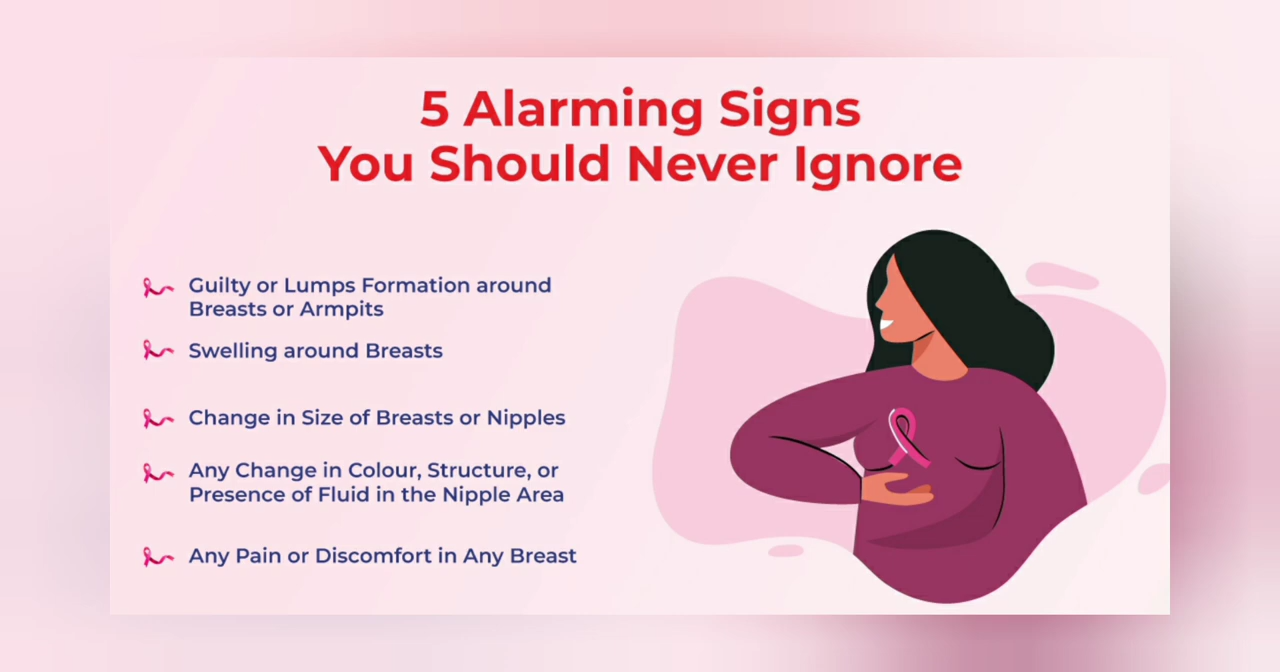 5 Alarming Signs
You Should Never Ignore
Guilty or Lumps Formation around
Breasts or Armpits
Swelling around Breasts
Change in Size of Breasts or Nipples
Any Change in Colour, Structure, or
Presence of Fluid in the Nipple Area
Any Pain or Discomfort in Any Breast